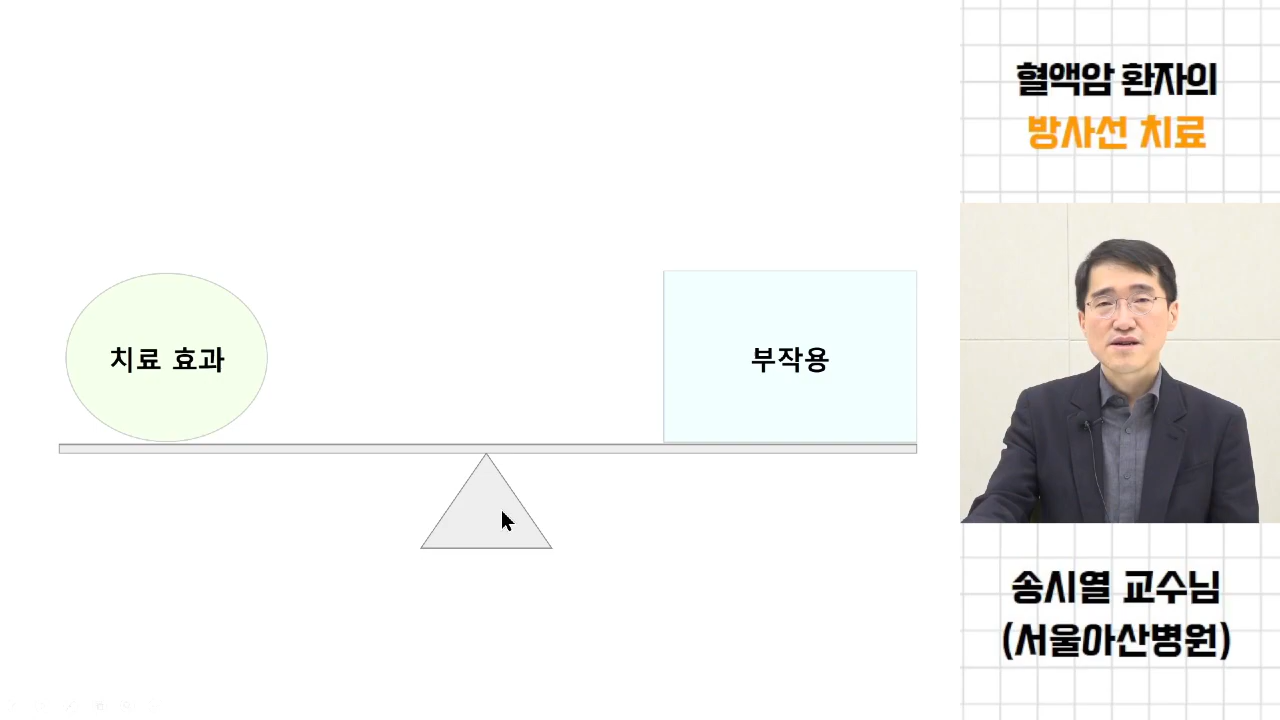 치료 효과
부작용
혈액암 환자의
방사선 치료
송시열 교수님
(서울아산병원)